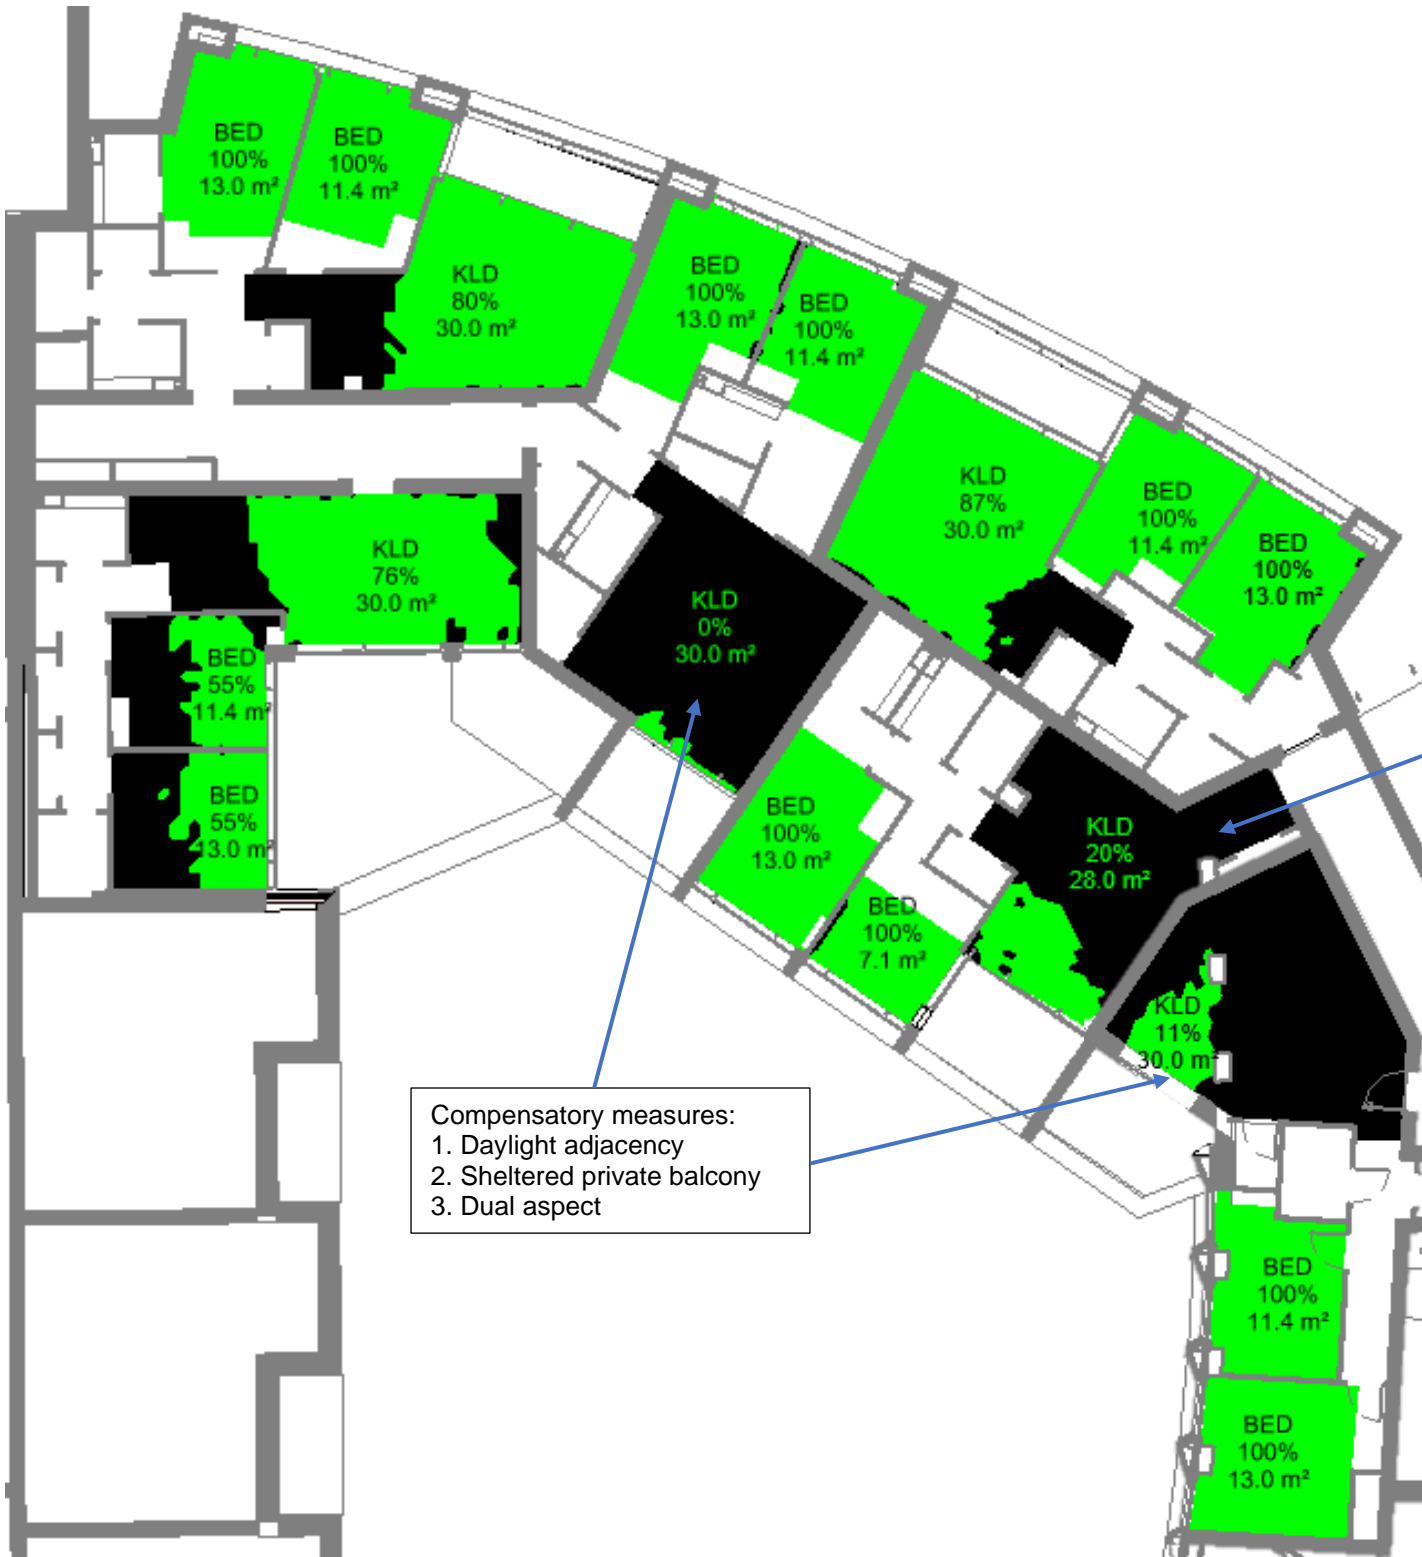 BED
100%
13.0 m²
BED
100%
11.4 m²
KLD
80%
30.0 m²
BED
100%
13.0 m²
BED
100%
11.4 m²
KLD
87%
30.0 m²
BED
100%
11.4 m²
BED
100%
13.0 m²
KLD
76%
30.0 m²
KLD
0%
30.0 m²
BED
55%
11.4 m²
BED
55%
13.0 m²
BED
100%
13.0 m²
KLD
20%
28.0 m²
BED
100%
7.1 m²
KLD
11%
30.0 m²
Compensatory measures:
1. Daylight adjacency
2. Sheltered private balcony
3. Dual aspect
BED
100%
11.4 m²
BED
100%
13.0 m²